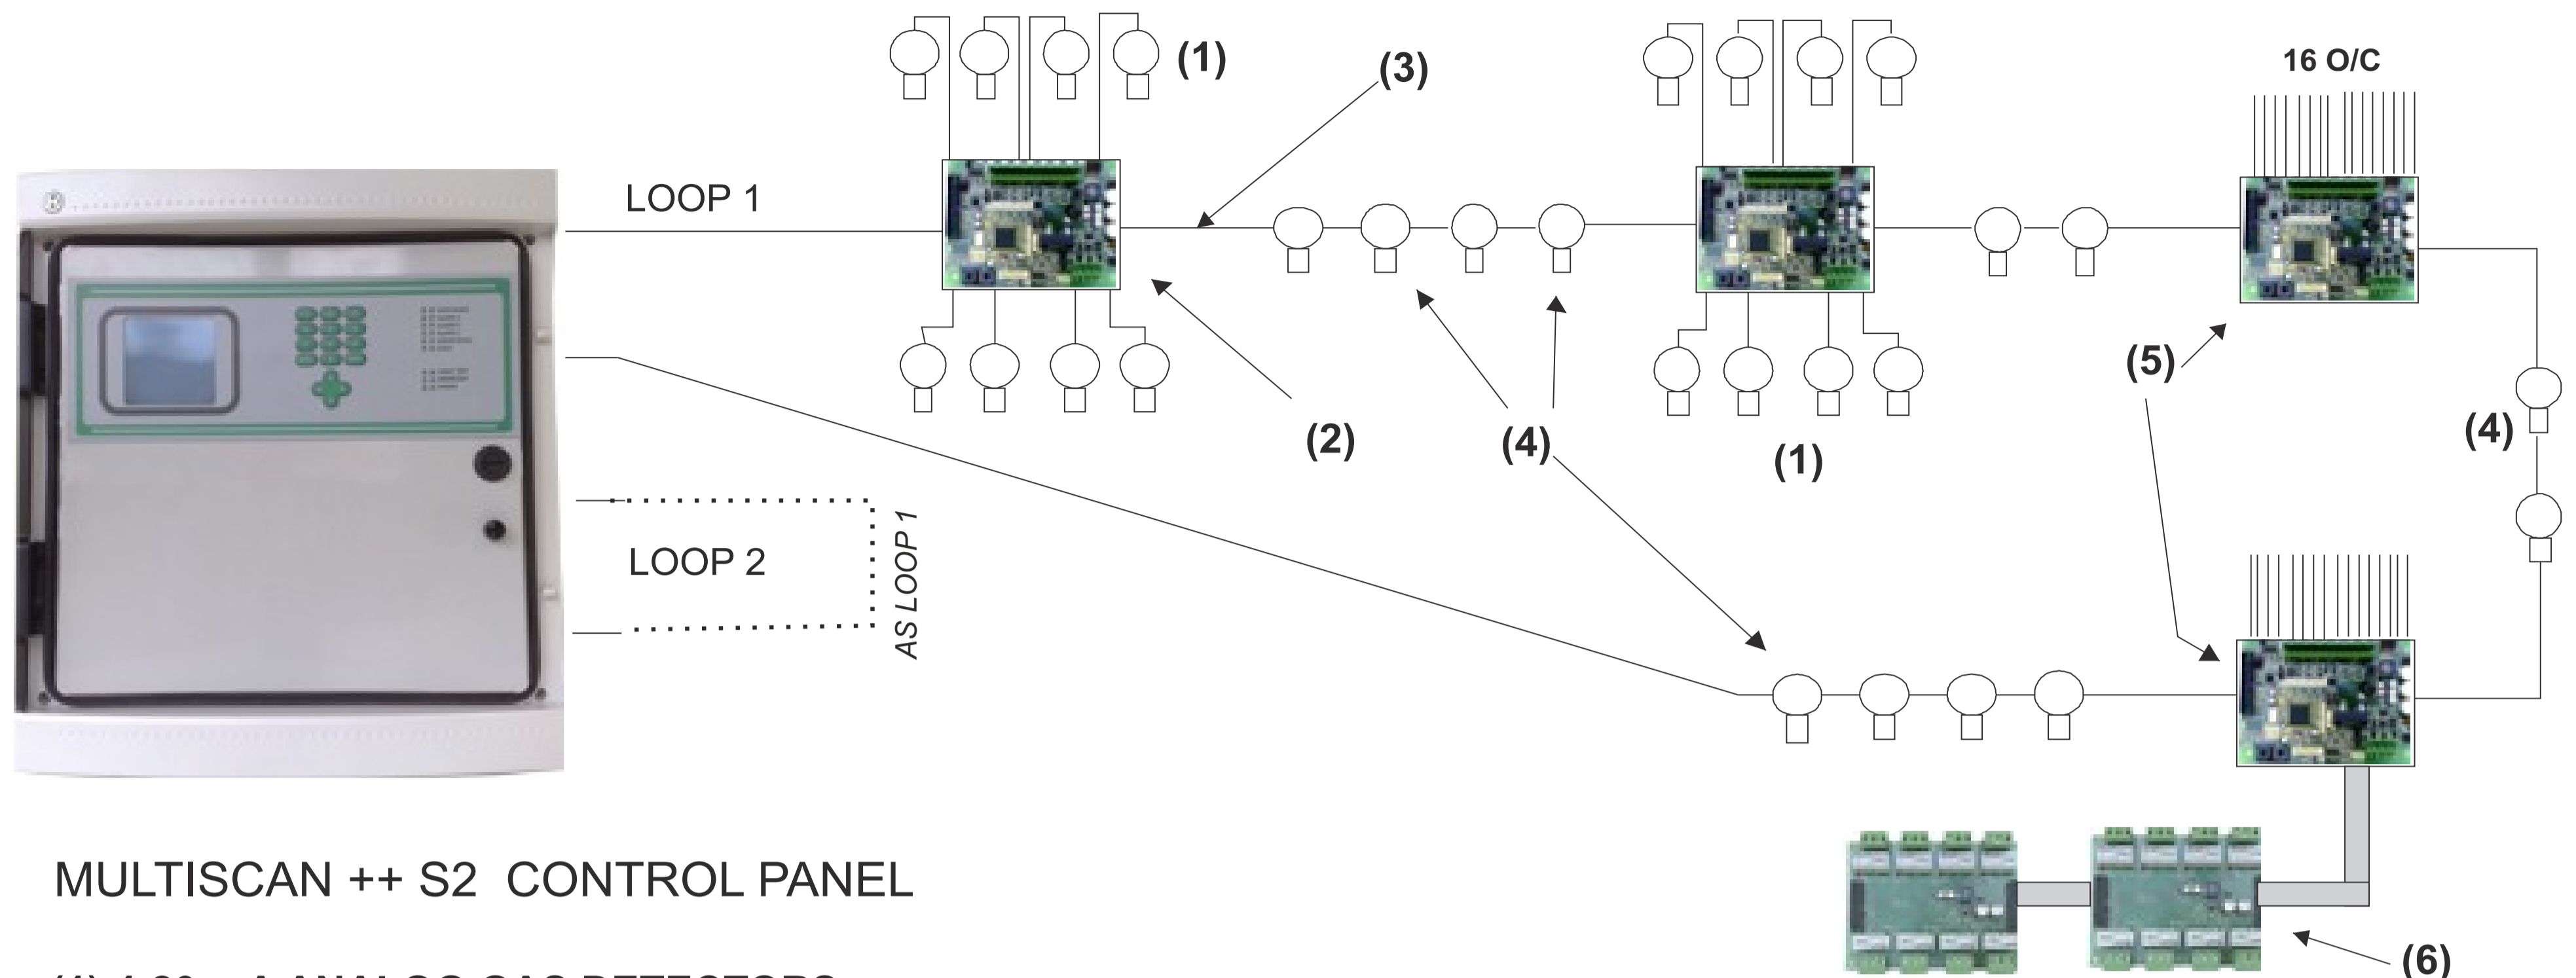 (1)
(3)
16 O/C
LOOP 1
(5)
(4)
(2)
(4)
(1)
LOOP 2
AS LOOP 1
MULTISCAN ++ S2 CONTROL PANEL
(6)